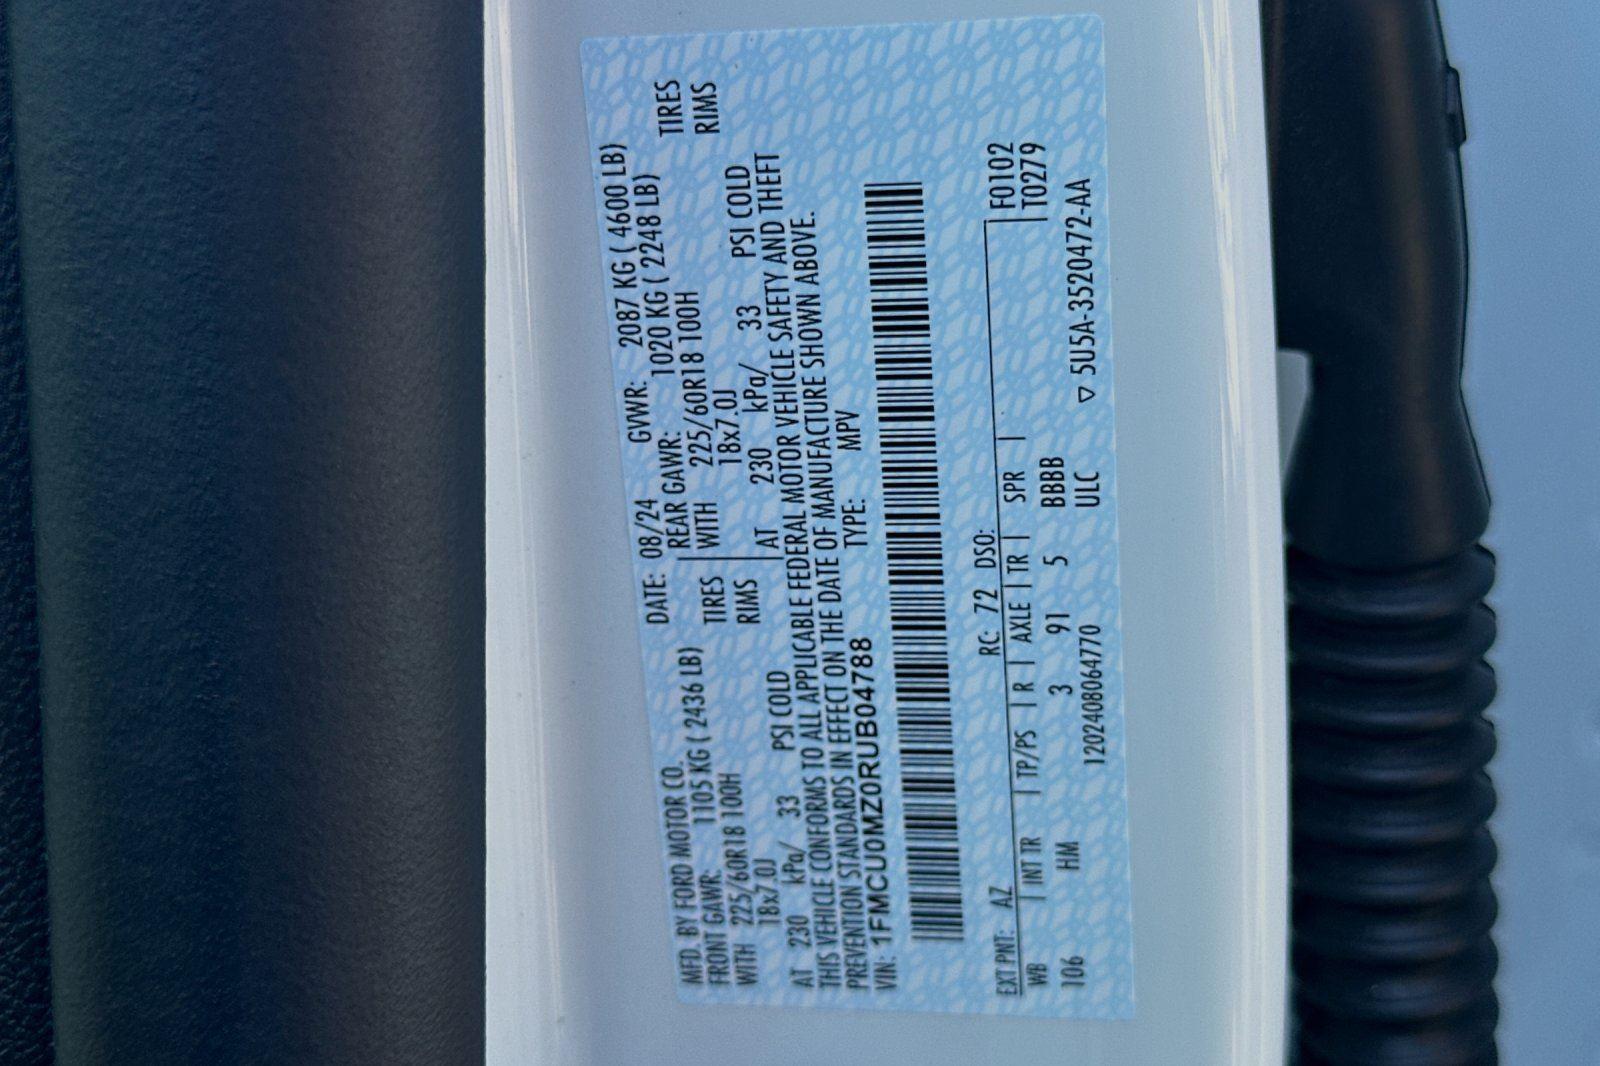 MFD. BY FORD MOTOR CO. DATE: 08/24 GVWR: 2087 KG ( 4600 LB)
FRONT GAWR: 1105 KG ( 2436 LB) REAR GAWR: 1020 KG ( 2248 LB)
WITH 225/60R18 100H TIRES WITH 225/60R18 100H TIRES
18x7.0J RIMS 18x7.0J RIMS
AT 230 kPa/ 33 PSI COLD AT 230 kPa/ 33 PSI COLD
THIS VEHICLE CONFORMS TO ALL APPLICABLE FEDERAL MOTOR VEHICLE SAFETY AND THEFT
PREVENTION STANDARDS IN EFFECT ON THE DATE OF MANUFACTURE SHOWN ABOVE.
VIN: 1FMCU0MZ0RUB04788 TYPE: MPV
EXT PNT: AZ RC: 72 DSO: F0102
WB | INT TR | TP/PS | R | AXLE | TR | SPR | T0279
106 HM 3 91 5 BBBB
1202408064770 ULC ▽ 5U5A-3520472-AA